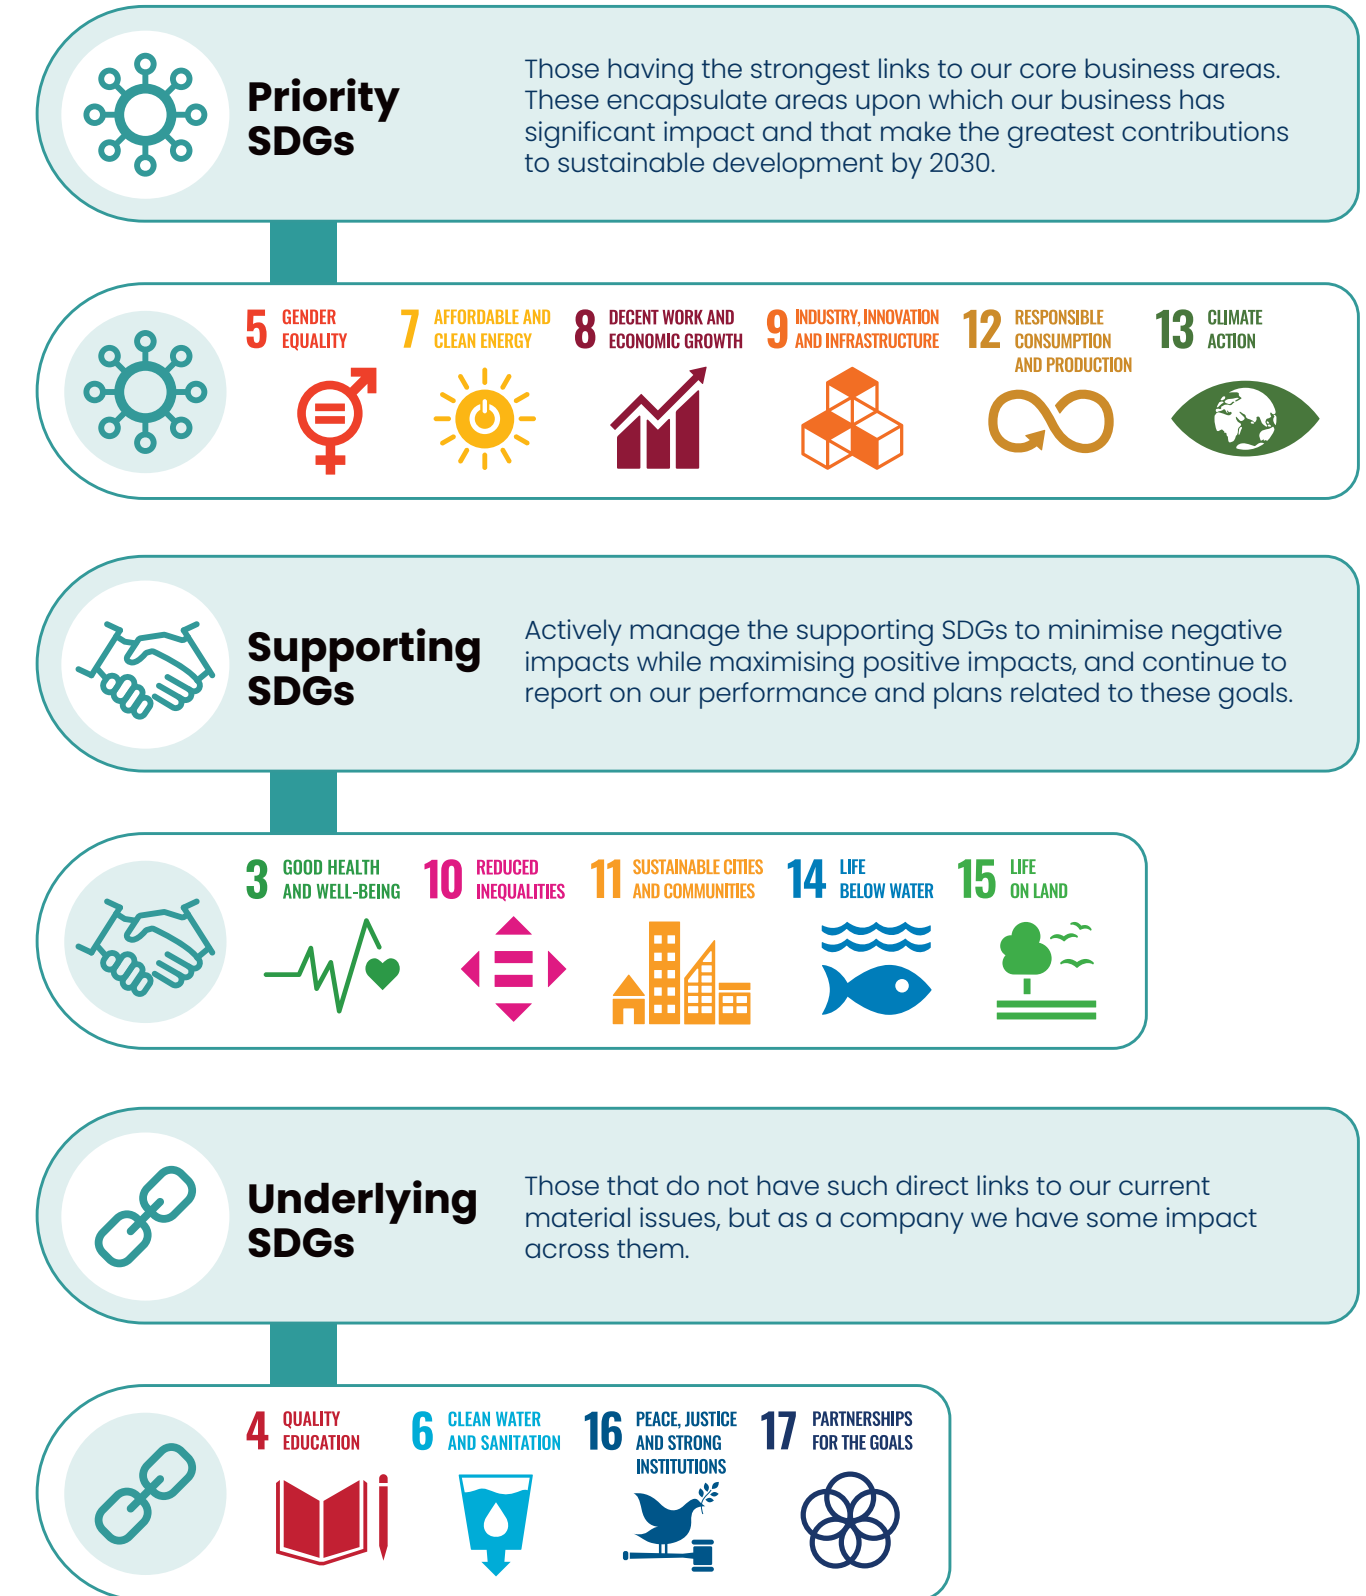 Priority
SDGs
Those having the strongest links to our core business areas.
These encapsulate areas upon which our business has
significant impact and that make the greatest contributions
to sustainable development by 2030.
5 GENDER
EQUALITY
7 AFFORDABLE AND
CLEAN ENERGY
8 DECENT WORK AND
ECONOMIC GROWTH
9 INDUSTRY, INNOVATION
AND INFRASTRUCTURE
12 RESPONSIBLE
CONSUMPTION
AND PRODUCTION
13 CLIMATE
ACTION
Supporting
SDGs
Actively manage the supporting SDGs to minimise negative
impacts while maximising positive impacts, and continue to
report on our performance and plans related to these goals.
3 GOOD HEALTH
AND WELL-BEING
10 REDUCED
INEQUALITIES
11 SUSTAINABLE CITIES
AND COMMUNITIES
14 LIFE
BELOW WATER
15 LIFE
ON LAND
Underlying
SDGs
Those that do not have such direct links to our current
material issues, but as a company we have some impact
across them.
4 QUALITY
EDUCATION
6 CLEAN WATER
AND SANITATION
16 PEACE, JUSTICE
AND STRONG
INSTITUTIONS
17 PARTNERSHIPS
FOR THE GOALS